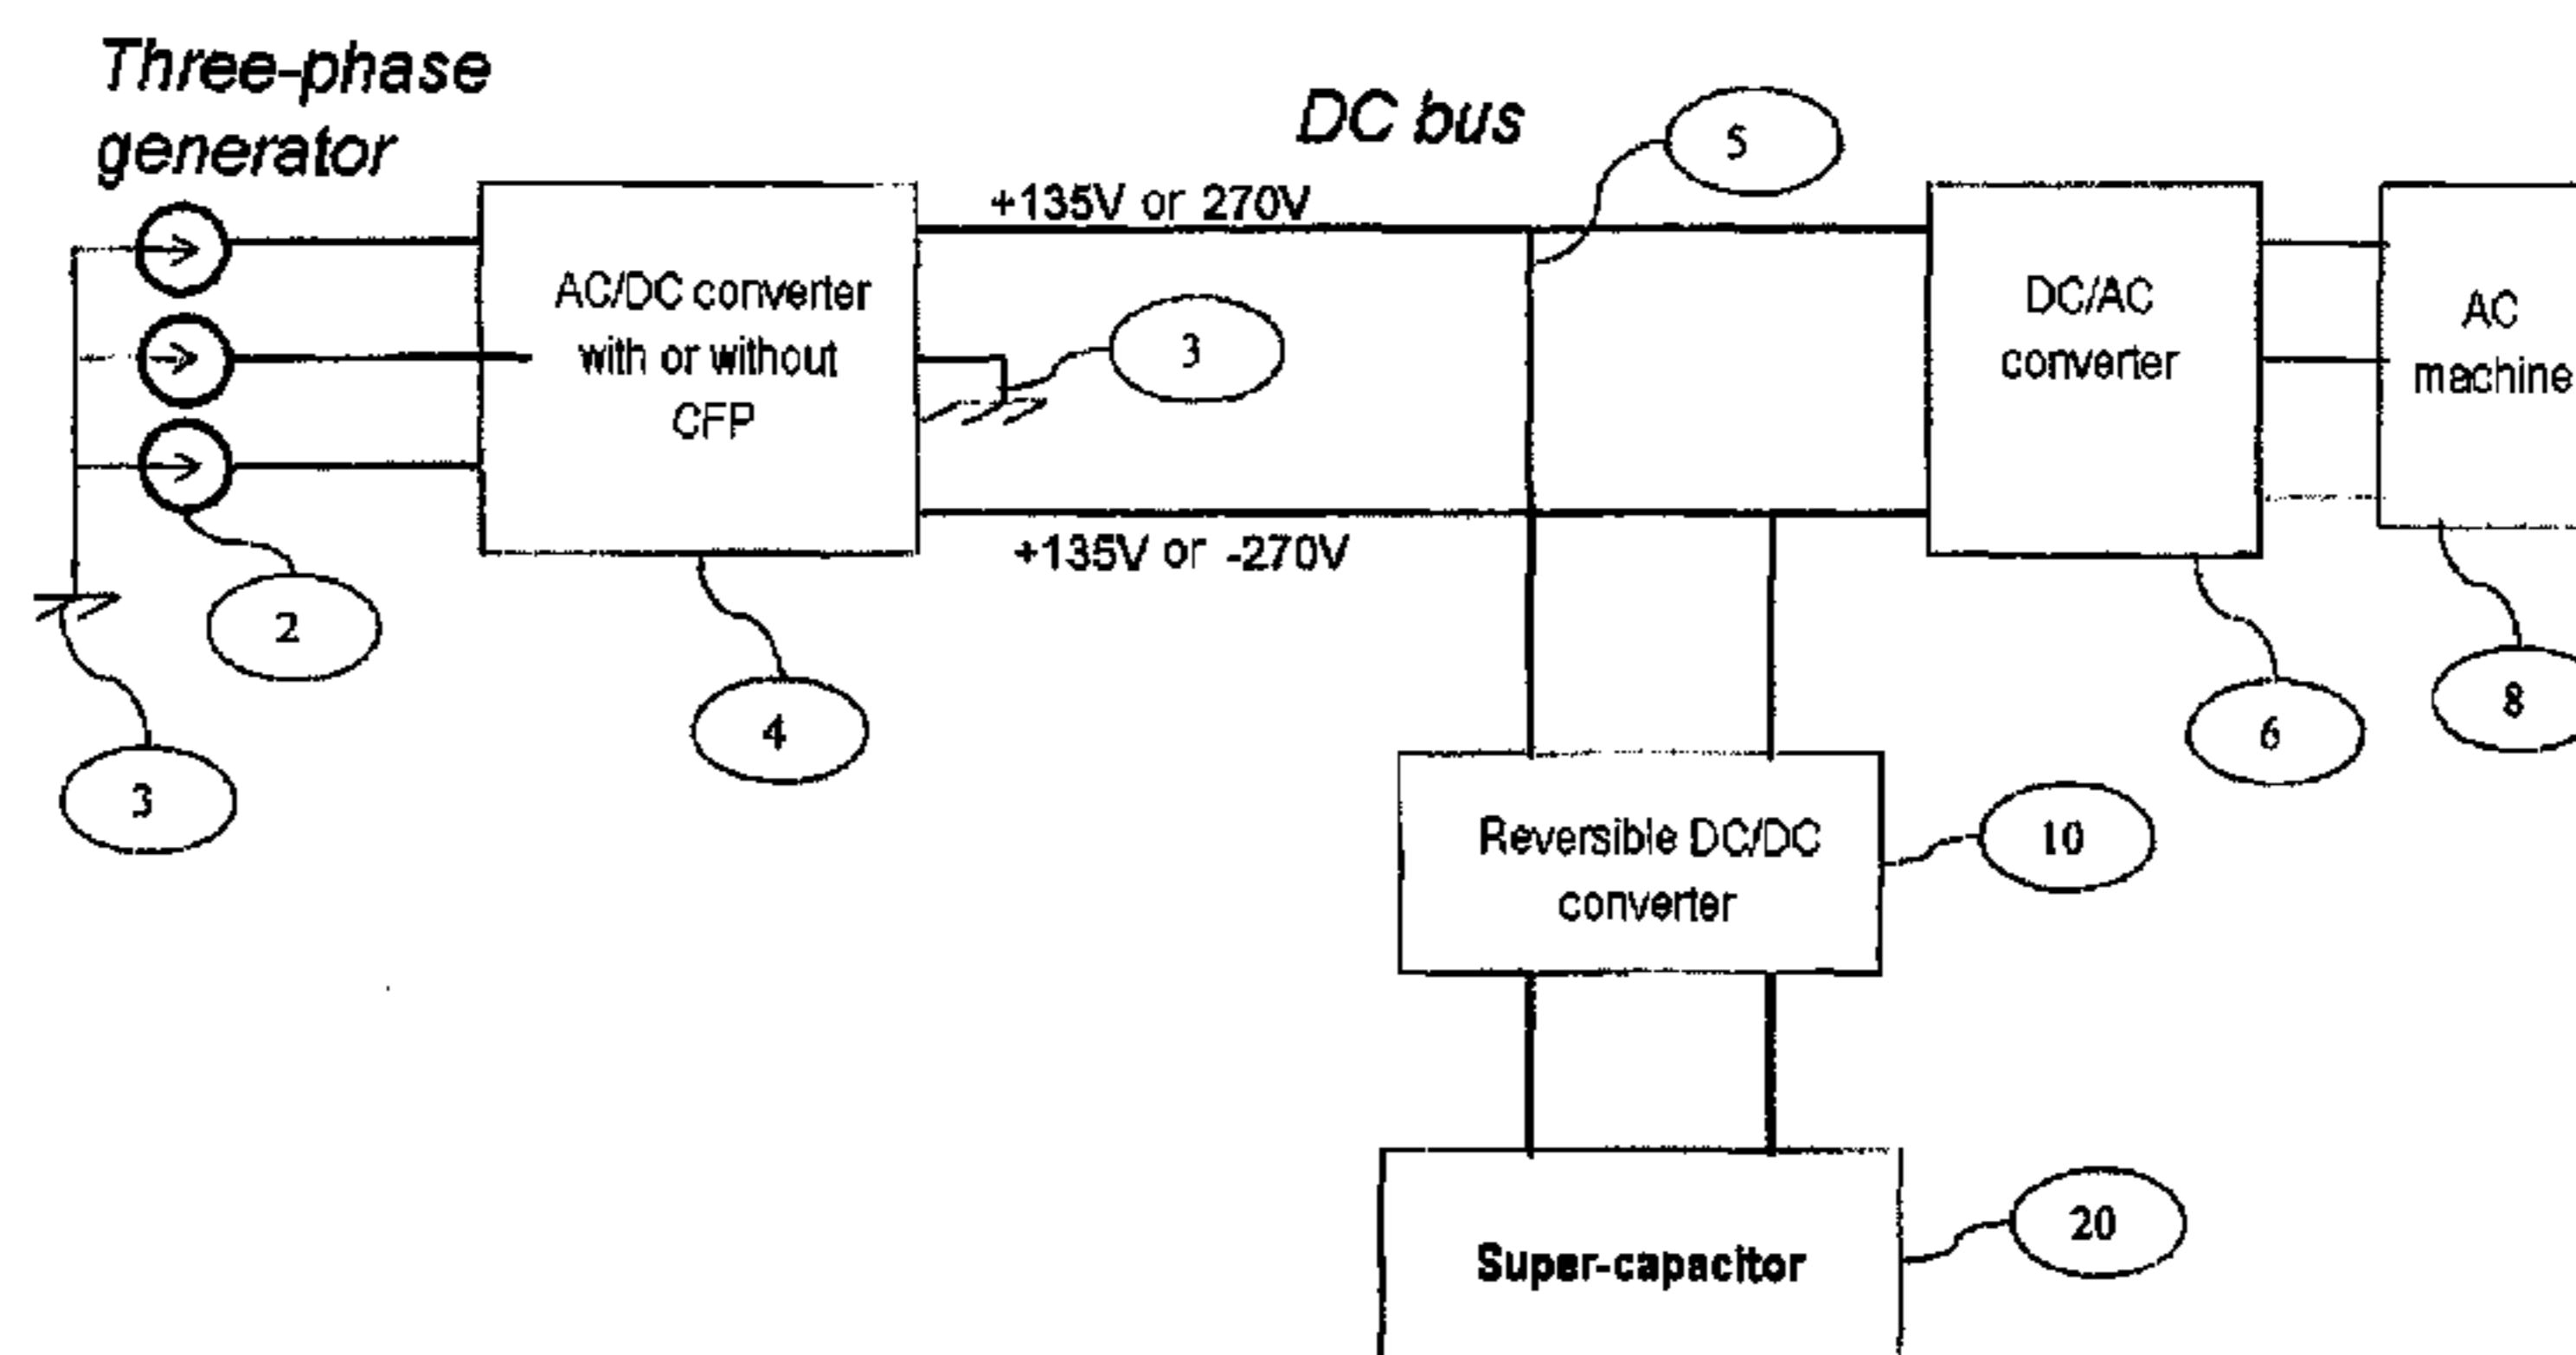 Three-phase
generator
DC bus
5
+135V or 270V
AC/DC converter
with or without
CFP
3
DC/AC
converter
AC
machine
+135V or -270V
2
4
3
6
8
Reversible DC/DC
converter
10
Super-capacitor
20